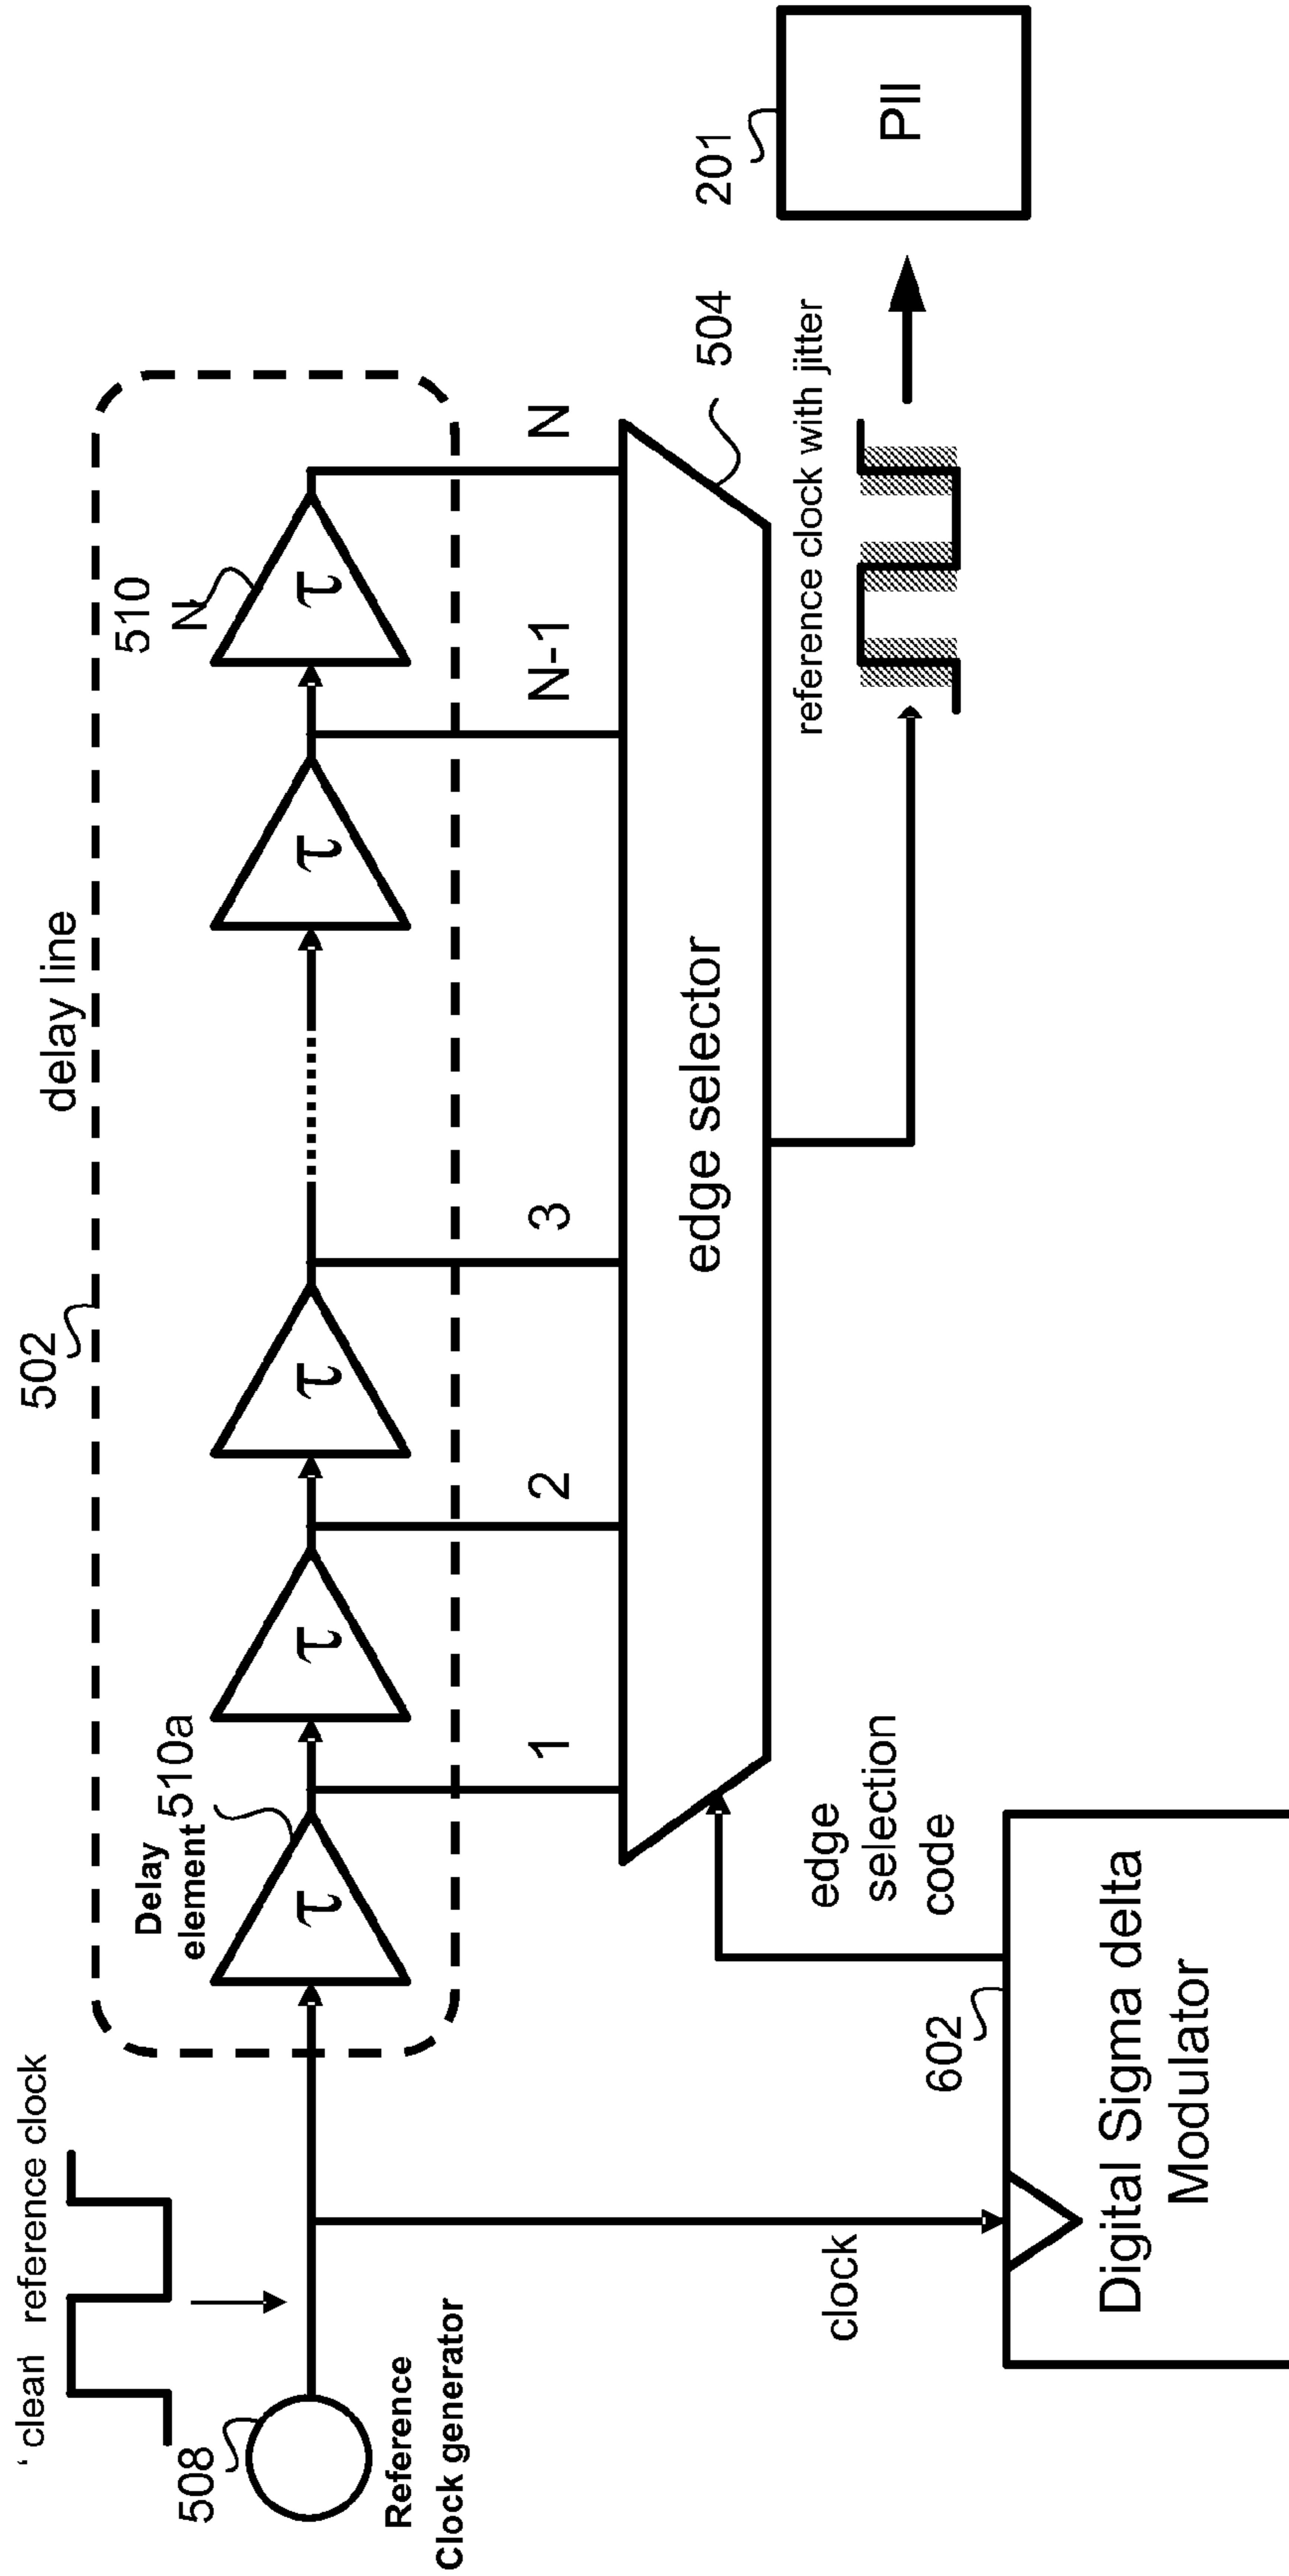 ‘ clean reference clock
508
Reference
Clock generator
502
delay line
Delay
element 510a
τ
τ
τ
τ
τ
510
N
1
2
3
N-1
N
edge selector
504
clock
602
edge
selection
code
Digital Sigma delta
Modulator
reference clock with jitter
201
Pll